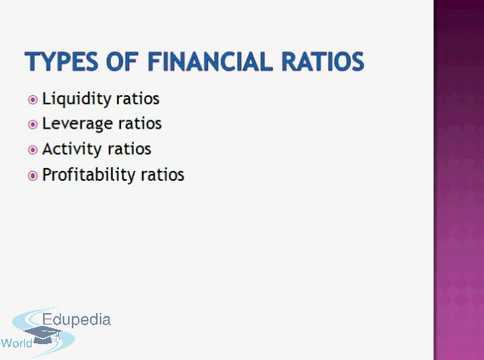 TYPES OF FINANCIAL RATIOS
Liquidity ratios
Leverage ratios
Activity ratios
Profitability ratios
Edupedia
World